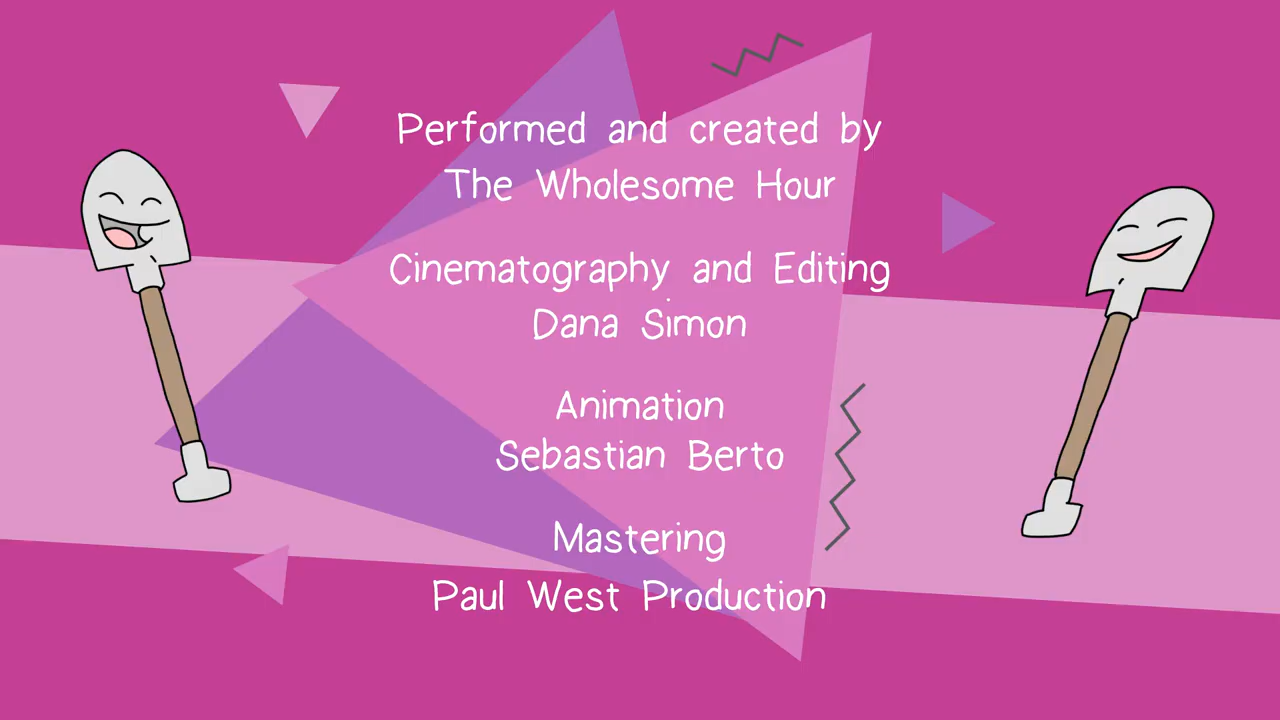 Performed and created by
The Wholesome Hour
Cinematography and Editing
Dana Simon
Animation
Sebastian Berto
Mastering
Paul West Production